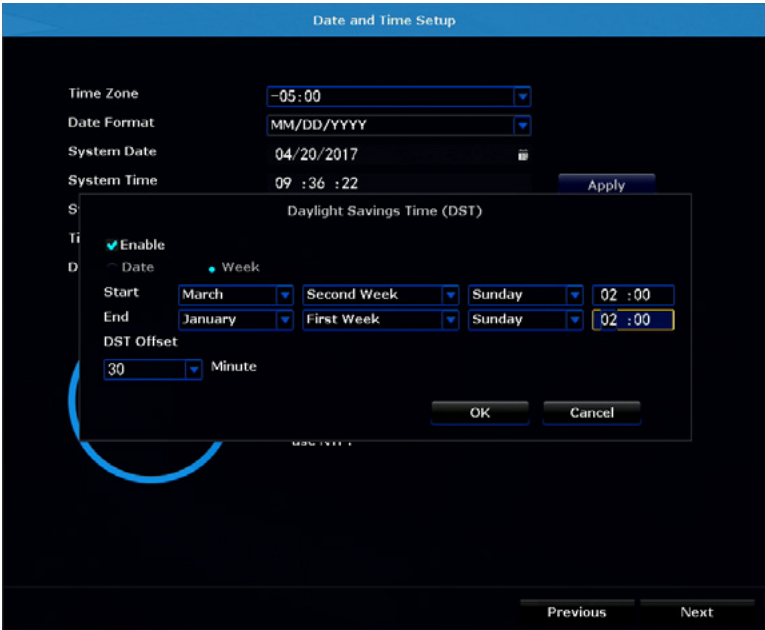 Date and Time Setup
Time Zone -05:00
Date Format MM/DD/YYYY
System Date 04/20/2017
System Time 09 :36 :22 Apply
S
Daylight Savings Time (DST)
Ti
Enable
D
Date Week
Start March Second Week Sunday 02 :00
End January First Week Sunday 02 :00
DST Offset
30 Minute
OK Cancel
Previous Next